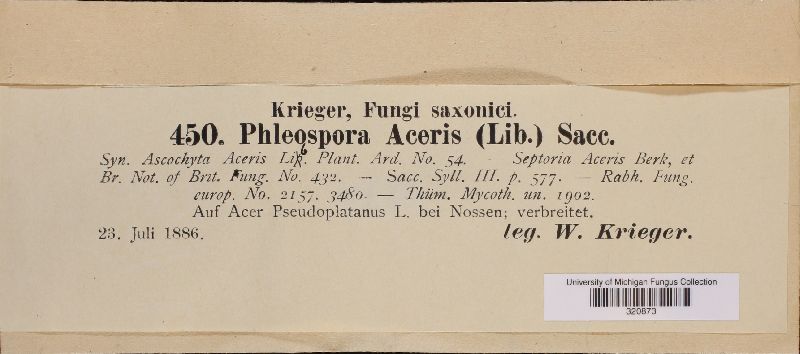 Krieger, Fungi saxonici.
450. Phleospora Aceris (Lib.) Sacc.
Syn. Ascochyta Aceris Lib. Plant. Ard. No. 54. - Septoria Aceris Berk, et
Br. Not. of Brit. Fung. No. 432. — Sacc. Syll. III. p. 577. — Rabh. Fung.
europ. No. 2157. 3480. — Thüm. Mycoth. un. 1902.
Auf Acer Pseudoplatanus L. bei Nossen; verbreitet.
23. Juli 1886. leg. W. Krieger.
University of Michigan Fungus Collection
320873